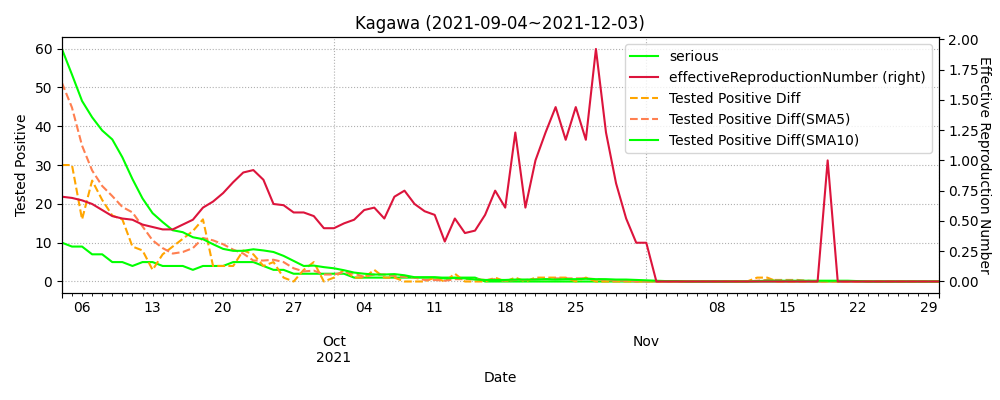 Kagawa (2021-09-04~2021-12-03)
60
50
40
30
20
10
0
Tested Positive
2.00
1.75
1.50
1.25
1.00
0.75
0.50
0.25
0.00
Effective Reproduction Number
serious
effectiveReproductionNumber (right)
Tested Positive Diff
Tested Positive Diff(SMA5)
Tested Positive Diff(SMA10)
06 13 20 27 04 11 18 25 08 15 22 29
Oct Nov
2021
Date